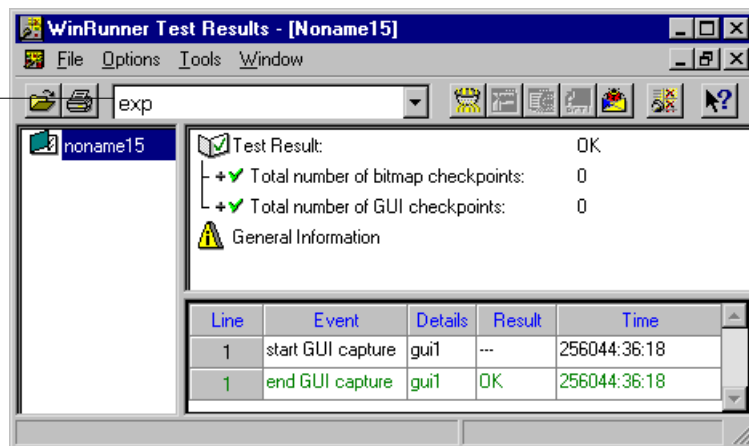 WinRunner Test Results - [Noname15]
File Options Tools Window
exp
noname15
Test Result: OK
Total number of bitmap checkpoints: 0
Total number of GUI checkpoints: 0
General Information
Line Event Details Result Time
1 start GUI capture gui1 --- 256044:36:18
1 end GUI capture gui1 OK 256044:36:18